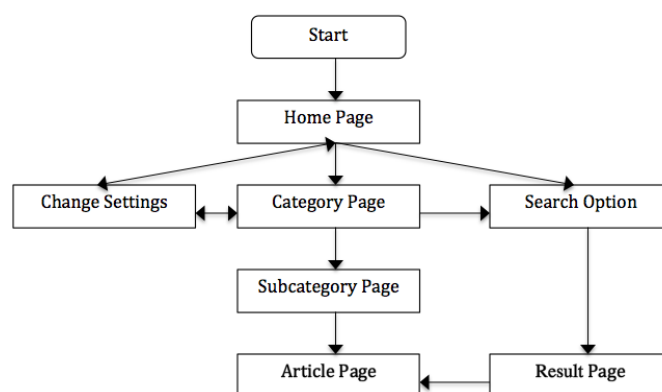 Start
Home Page
Change Settings
Category Page
Search Option
Subcategory Page
Article Page
Result Page